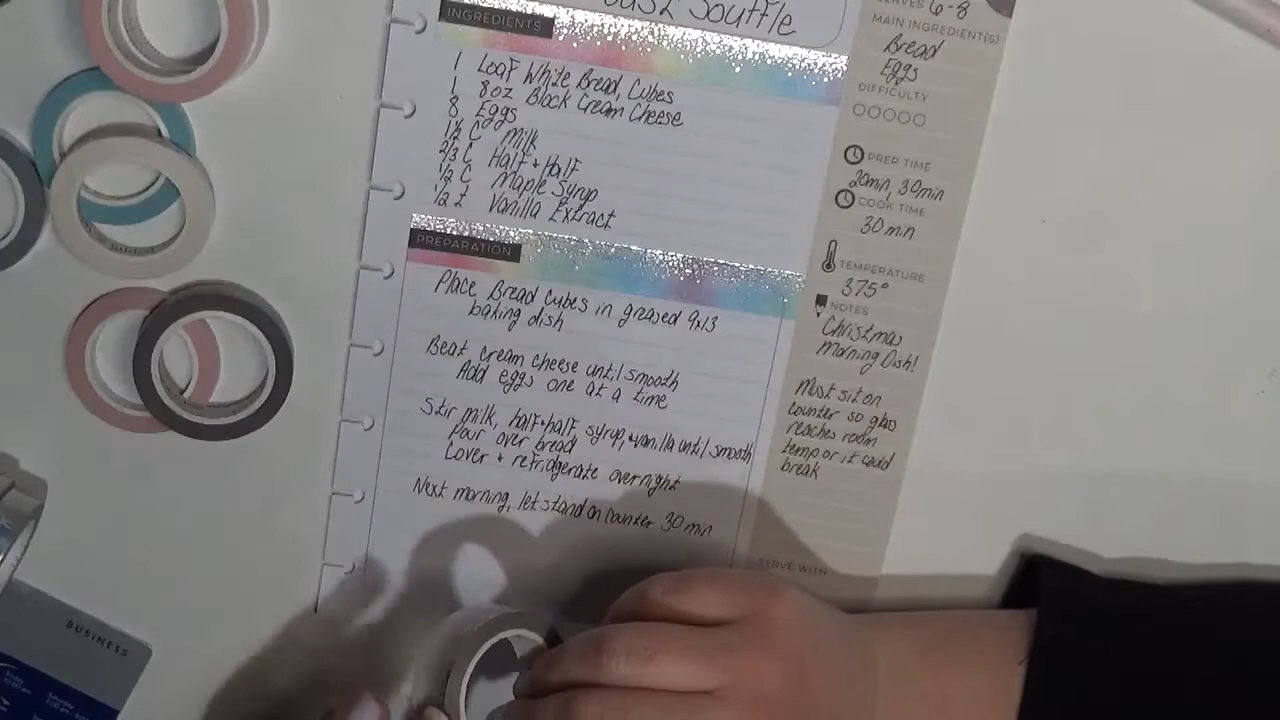 Souffle
SERVES 6-8
INGREDIENTS
1 Loaf White Bread, Cubes
1 8oz Block Cream Cheese
8 Eggs
1½ C Milk
2/3 C Half + Half
1/2 C Maple Syrup
1/2 t Vanilla Extract
MAIN INGREDIENT(S)
Bread
Eggs
DIFFICULTY
PREP TIME
20min, 30min
COOK TIME
30 min
TEMPERATURE
375°
NOTES
Christmas
Morning Dish!
Must sit on
counter so glass
reaches room
temp or it could
break
SERVE WITH
PREPARATION
Place Bread Cubes in greased 9x13
baking dish
Beat cream cheese until smooth
Add eggs one at a time
Stir milk, half+half syrup, +vanilla until smooth
Pour over bread
Cover + refridgerate overnight
Next morning, let stand on counter 30 min
BUSINESS